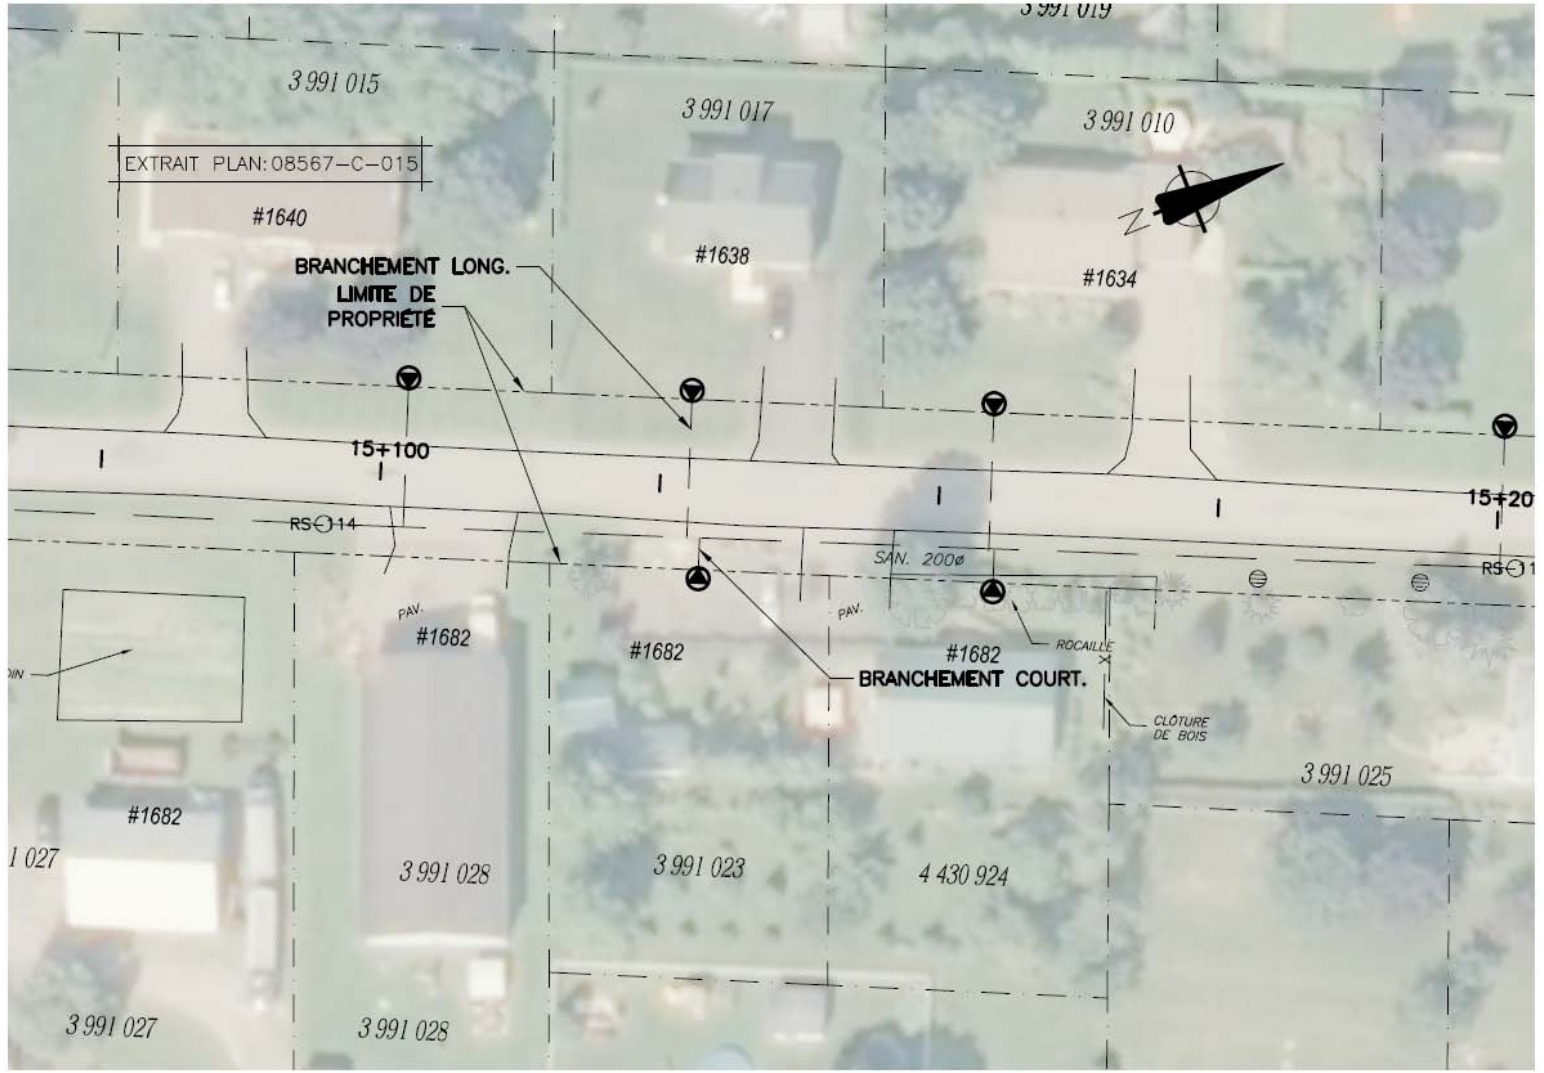 3 991 019
3 991 015
3 991 017
3 991 010
EXTRAIT PLAN: 08567-C-015
#1640
N
#1638
#1634
BRANCHEMENT LONG.
LIMITE DE
PROPRIÉTÉ
15+100
15+20
RS-114
SAN. 200ø
RS-1
PAV.
#1682
PAV.
#1682
#1682
ROCAILLE
X
BRANCHEMENT COURT.
OIN
CLÔTURE
DE BOIS
3 991 025
#1682
1 027
3 991 028
3 991 023
4 430 924
3 991 027
3 991 028